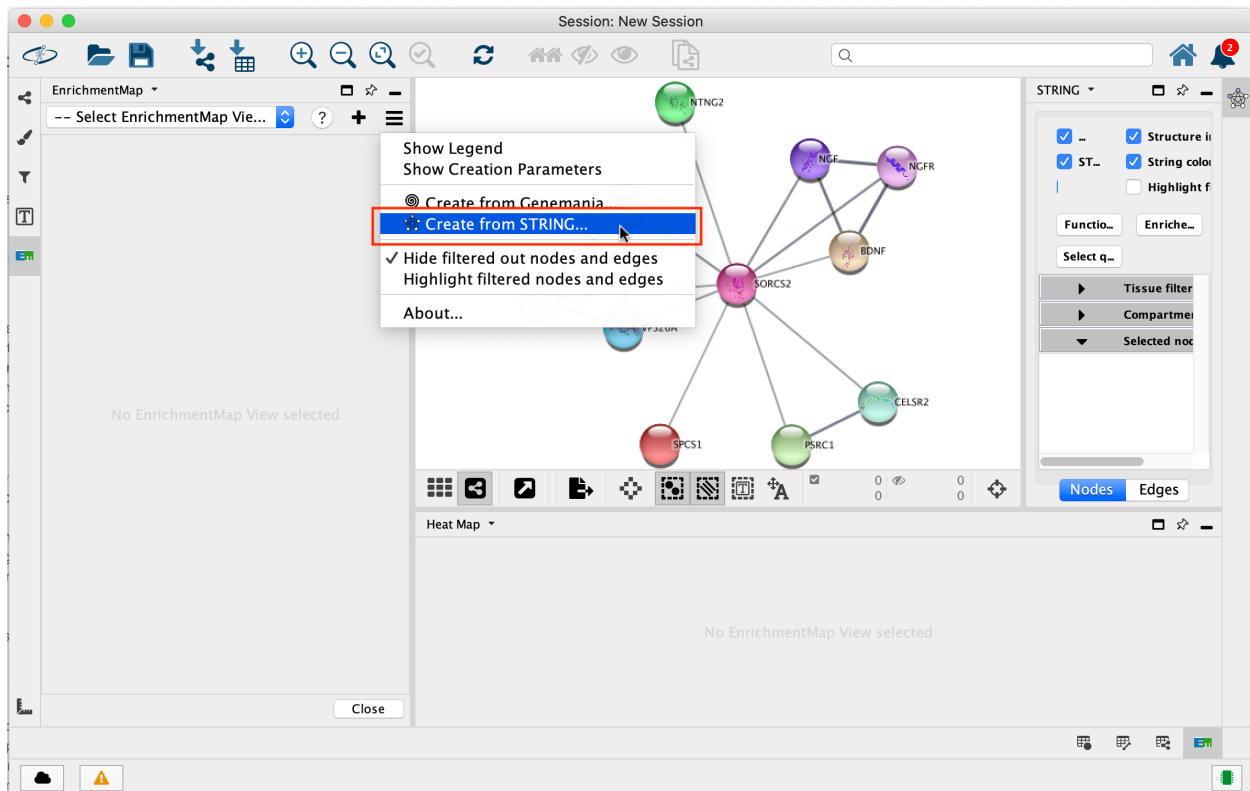 Session: New Session
2
EnrichmentMap
-- Select EnrichmentMap Vie...
?
Show Legend
Show Creation Parameters
Create from Genemania...
Create from STRING...
Hide filtered out nodes and edges
Highlight filtered nodes and edges
About...
No EnrichmentMap View selected
Close
NTNG2
NGF
NGFR
BDNF
SORCS2
VPS26A
CELSR2
SPCS1
PSRC1
0 0
0 0
Heat Map
No EnrichmentMap View selected
STRING
...
Structure i
ST...
String color
Highlight f
Functio...
Enriche...
Select q...
Tissue filter
Compartme
Selected noc
Nodes
Edges